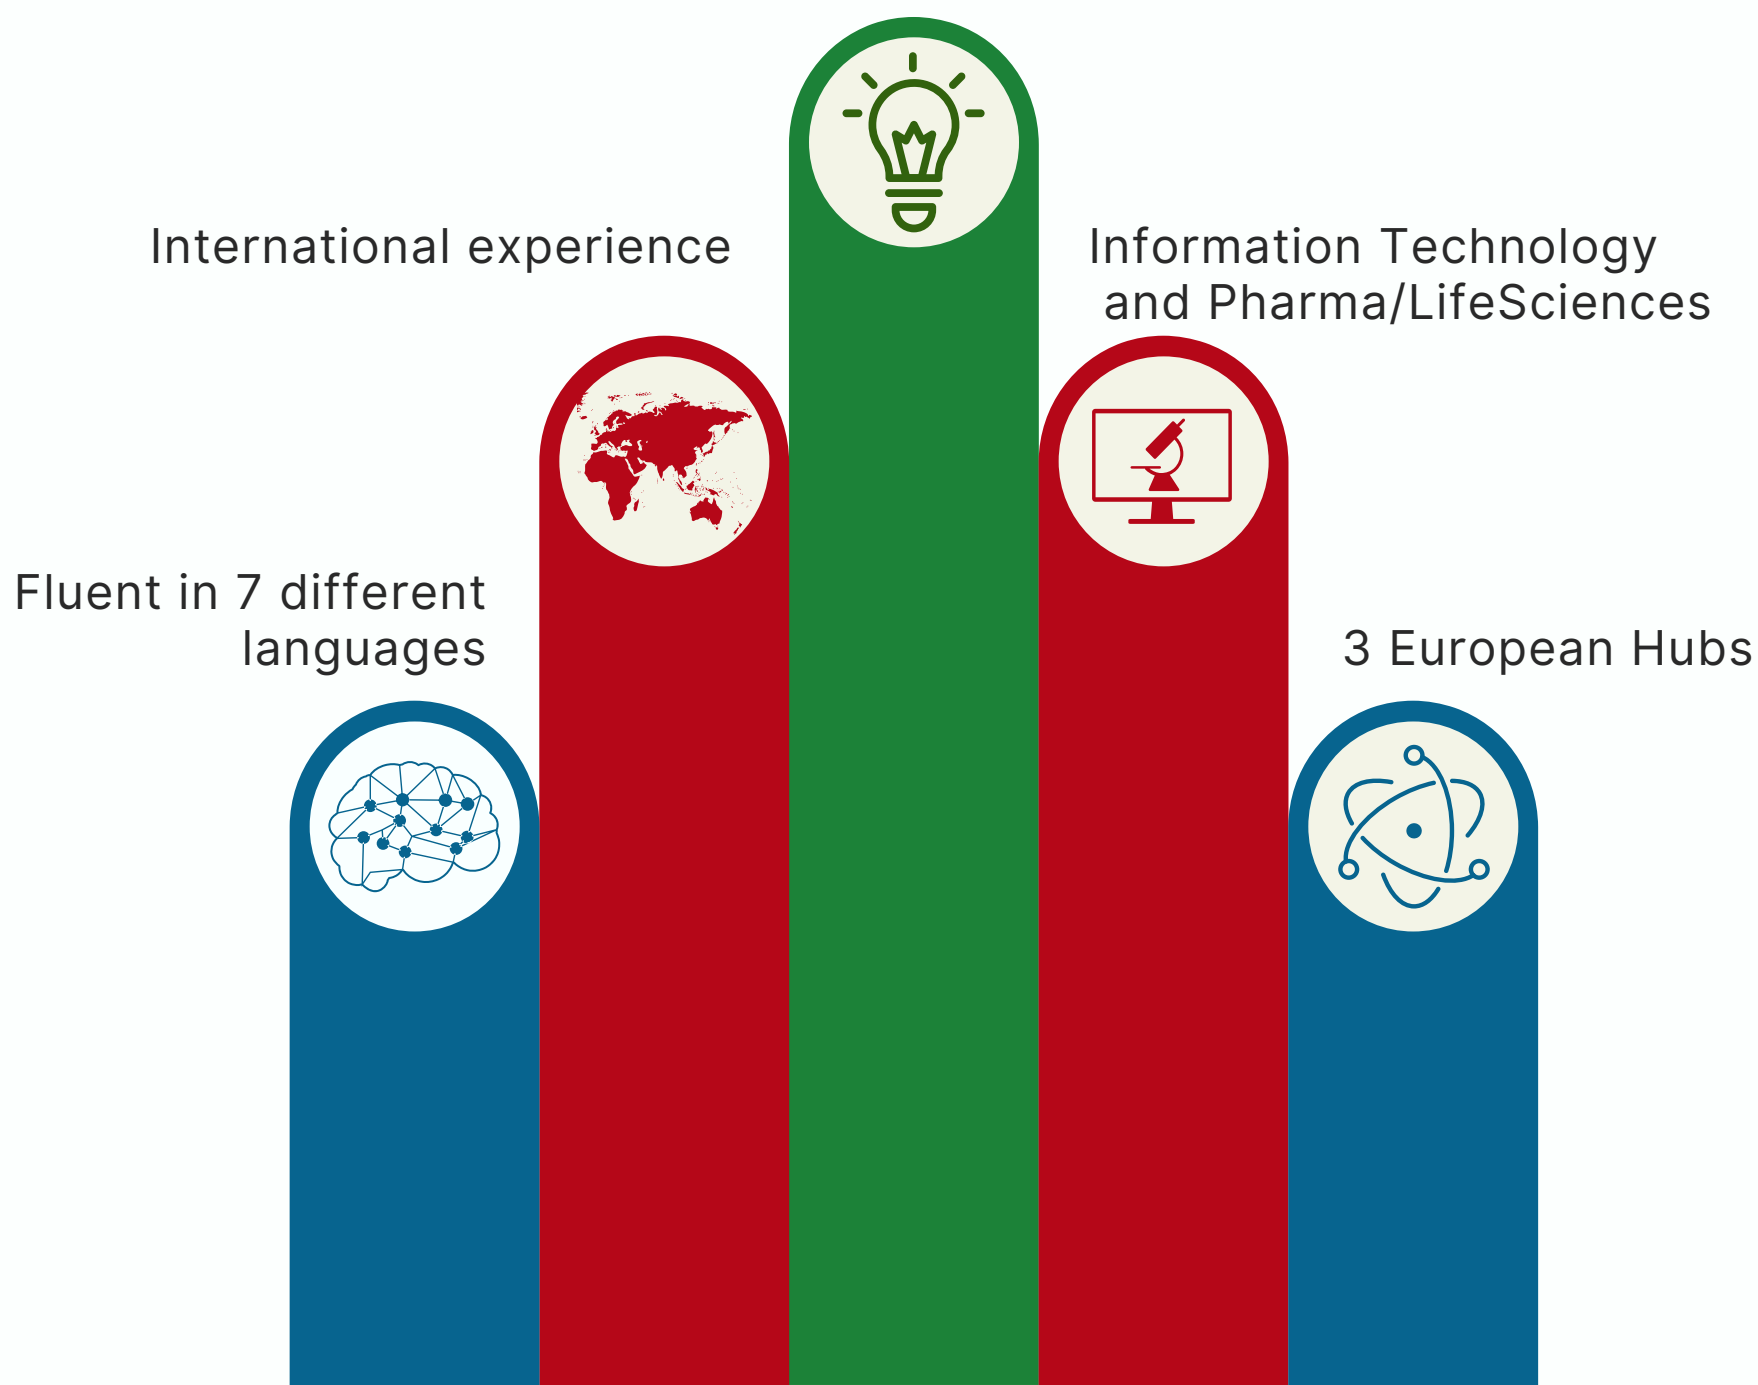 International experience
Information Technology
and Pharma/LifeSciences
Fluent in 7 different
languages
3 European Hubs